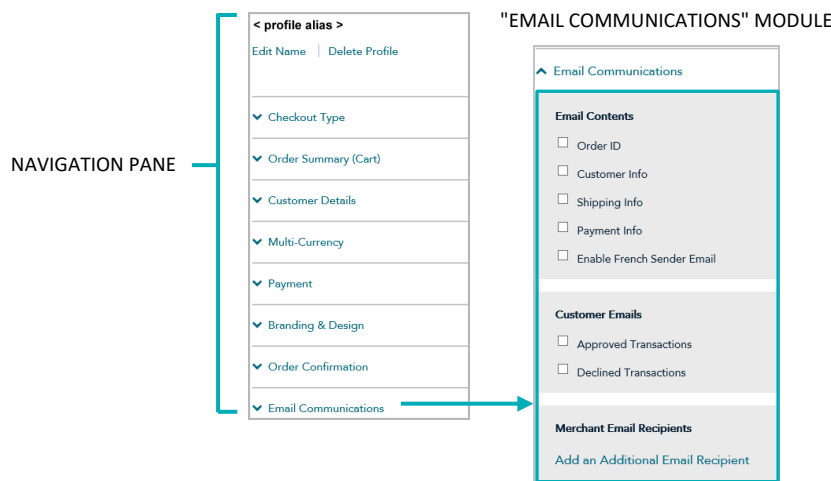 < profile alias >
Edit Name | Delete Profile
Checkout Type
Order Summary (Cart)
Customer Details
Multi-Currency
Payment
Branding & Design
Order Confirmation
Email Communications
NAVIGATION PANE
"EMAIL COMMUNICATIONS" MODULE
Email Communications
Email Contents
Order ID
Customer Info
Shipping Info
Payment Info
Enable French Sender Email
Customer Emails
Approved Transactions
Declined Transactions
Merchant Email Recipients
Add an Additional Email Recipient